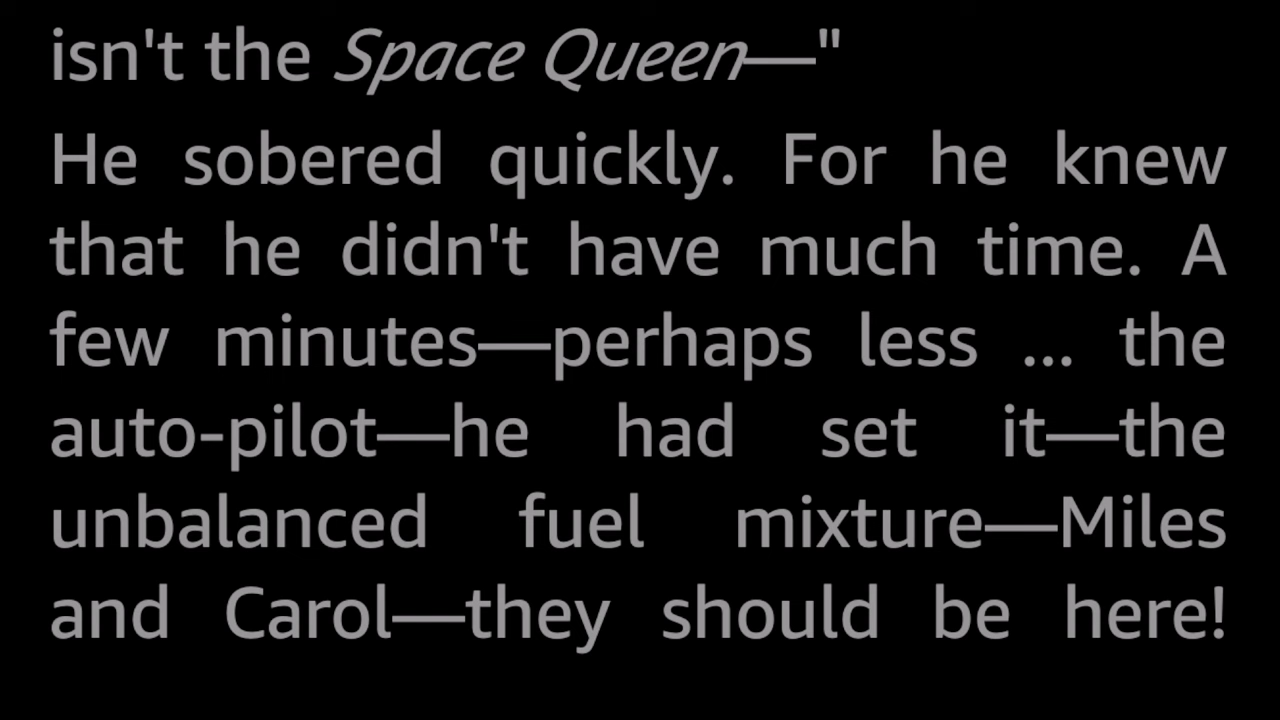 isn't the Space Queen—"
He sobered quickly. For he knew
that he didn't have much time. A
few minutes—perhaps less ... the
auto-pilot—he had set it—the
unbalanced fuel mixture—Miles
and Carol—they should be here!